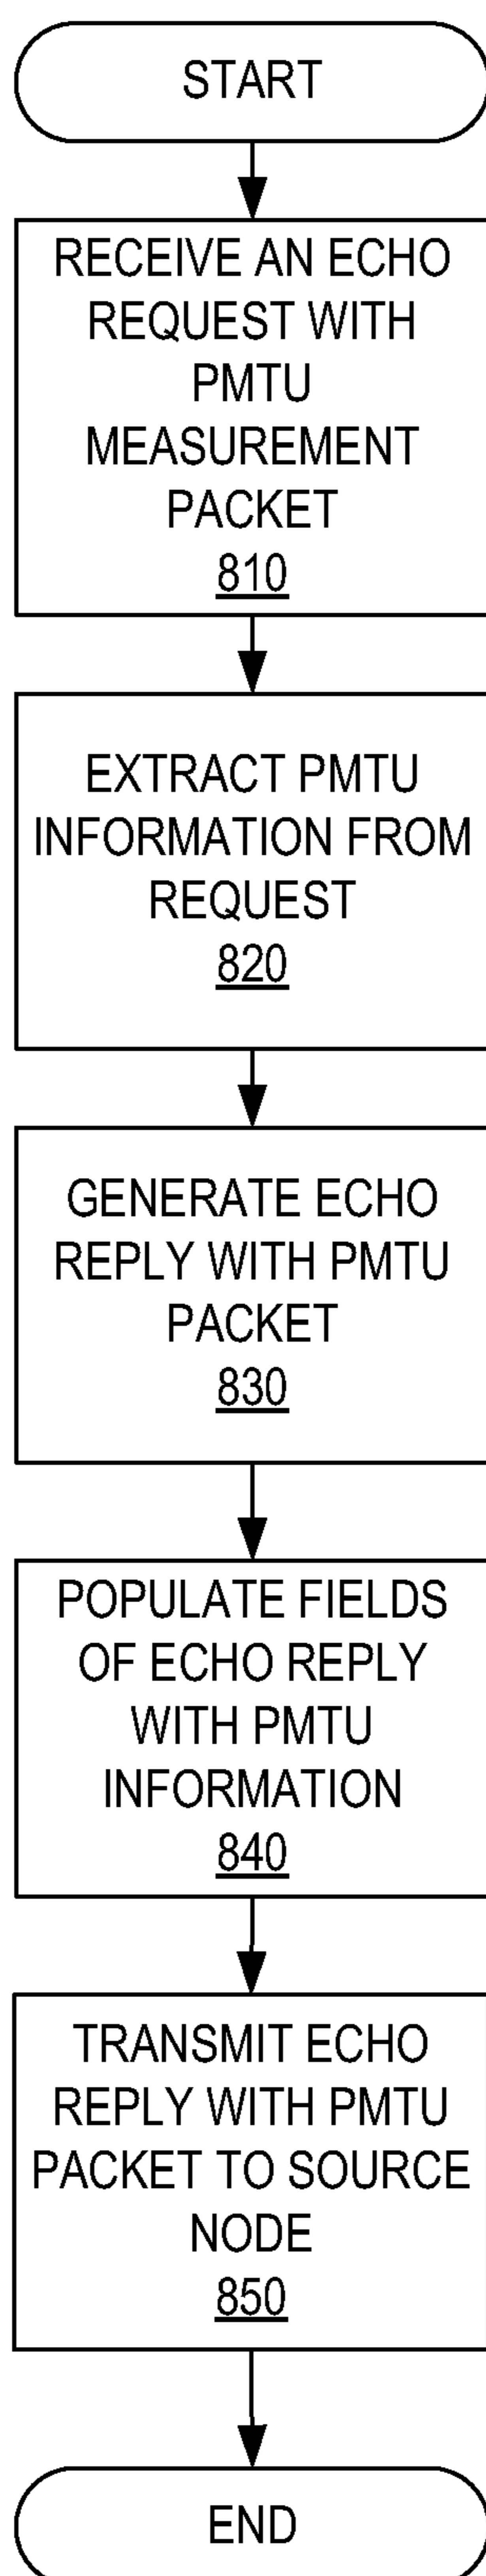 START
RECEIVE AN ECHO
REQUEST WITH
PMTU
MEASUREMENT
PACKET
810
EXTRACT PMTU
INFORMATION FROM
REQUEST
820
GENERATE ECHO
REPLY WITH PMTU
PACKET
830
POPULATE FIELDS
OF ECHO REPLY
WITH PMTU
INFORMATION
840
TRANSMIT ECHO
REPLY WITH PMTU
PACKET TO SOURCE
NODE
850
END